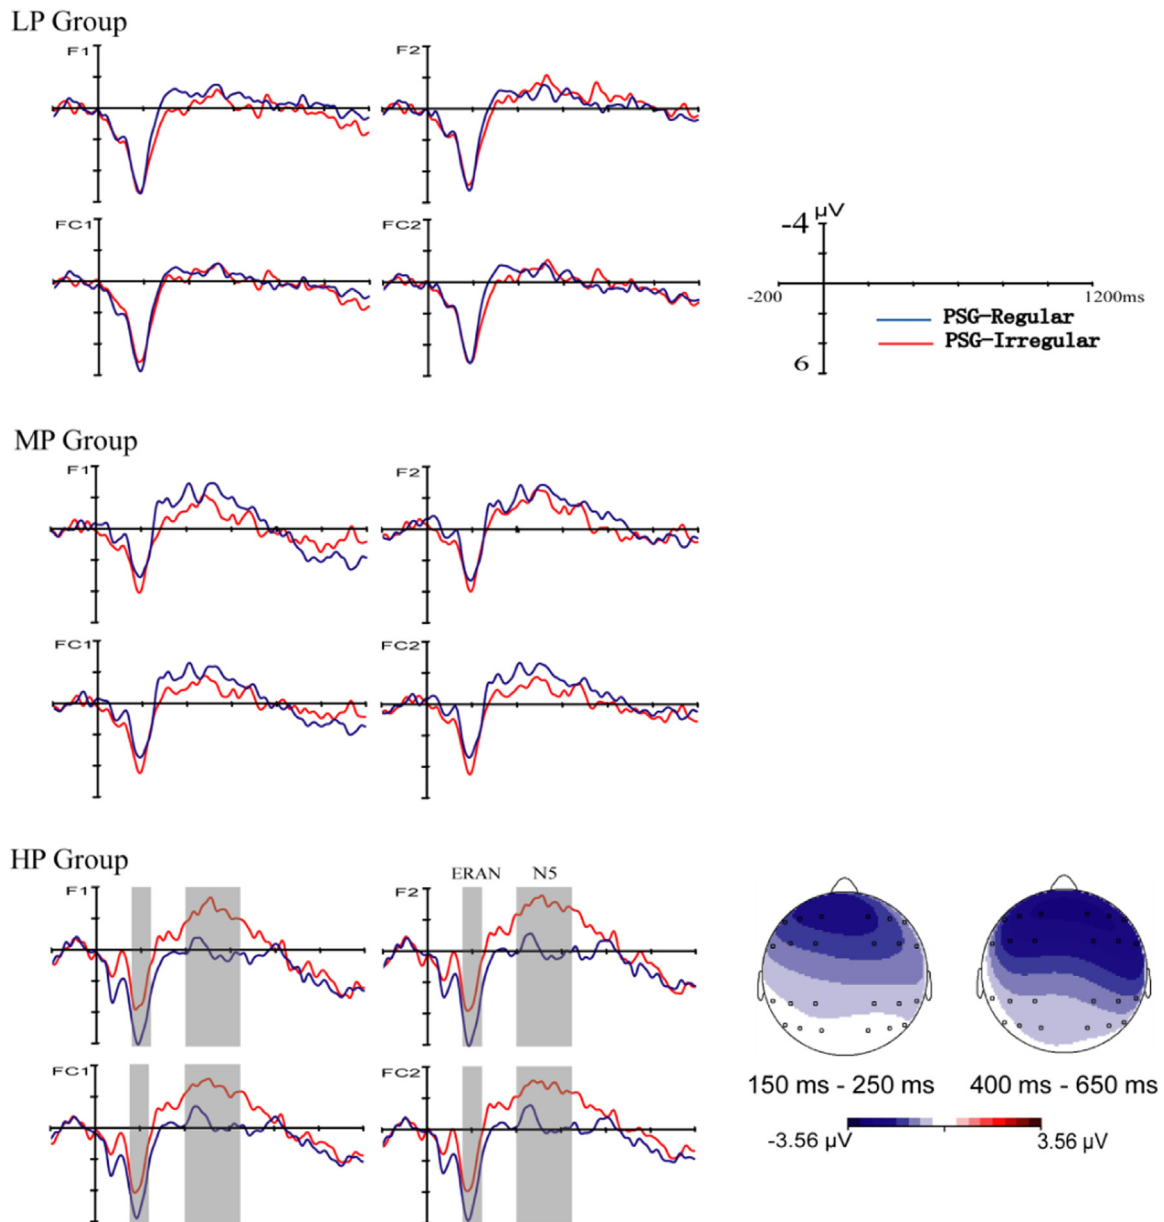 LP Group
F1
F2
FC1
FC2
-4 μV
-200
1200ms
PSG-Regular
PSG-Irregular
6
MP Group
F1
F2
FC1
FC2
HP Group
ERAN
N5
F1
F2
FC1
FC2
150 ms - 250 ms
400 ms - 650 ms
-3.56 μV
3.56 μV